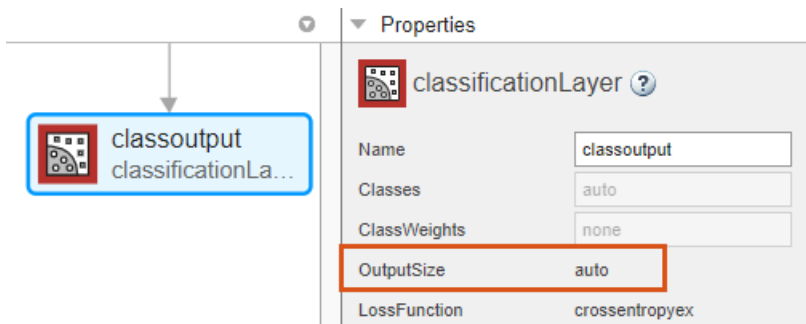 Properties
classoutput
classificationLa...
classificationLayer ?
Name classoutput
Classes auto
ClassWeights none
OutputSize auto
LossFunction crossentropyex